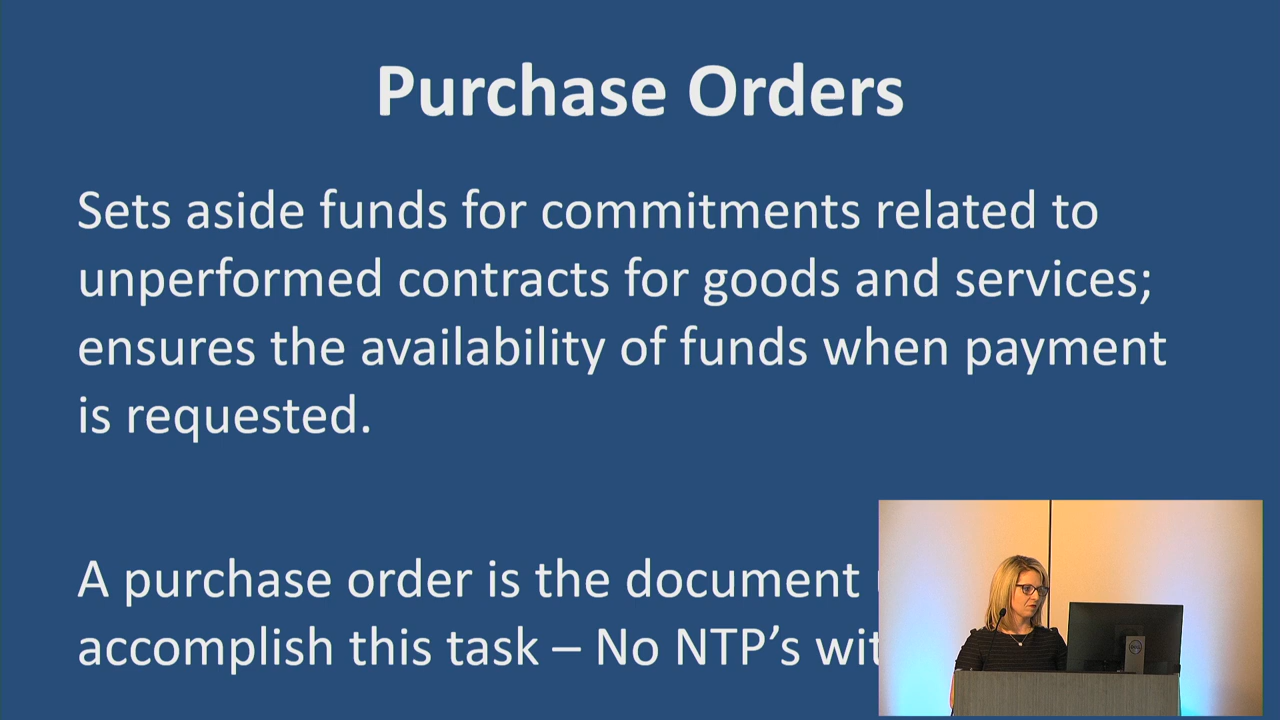 Purchase Orders
Sets aside funds for commitments related to
unperformed contracts for goods and services;
ensures the availability of funds when payment
is requested.
A purchase order is the document
accomplish this task – No NTP's